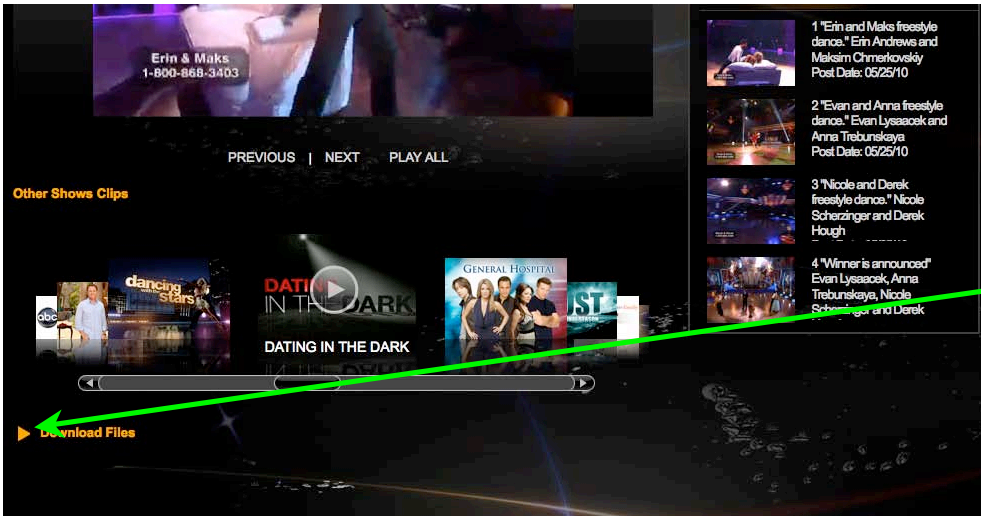 Erin & Maks
1-800-868-3403
PREVIOUS | NEXT PLAY ALL
Other Shows Clips
abc
dancing
with the
stars
DATING
IN THE DARK
DATING IN THE DARK
GENERAL HOSPITAL
Download Files
1 "Erin and Maks freestyle
dance." Erin Andrews and
Maksim Chmerkovskiy
Post Date: 05/25/10
2 "Evan and Anna freestyle
dance." Evan Lysaacek and
Anna Trebunskaya
Post Date: 05/25/10
3 "Nicole and Derek
freestyle dance." Nicole
Scherzinger and Derek
Hough
4 "Winner is announced"
Evan Lysaacek, Anna
Trebunskaya, Nicole
Scherzinger and Derek